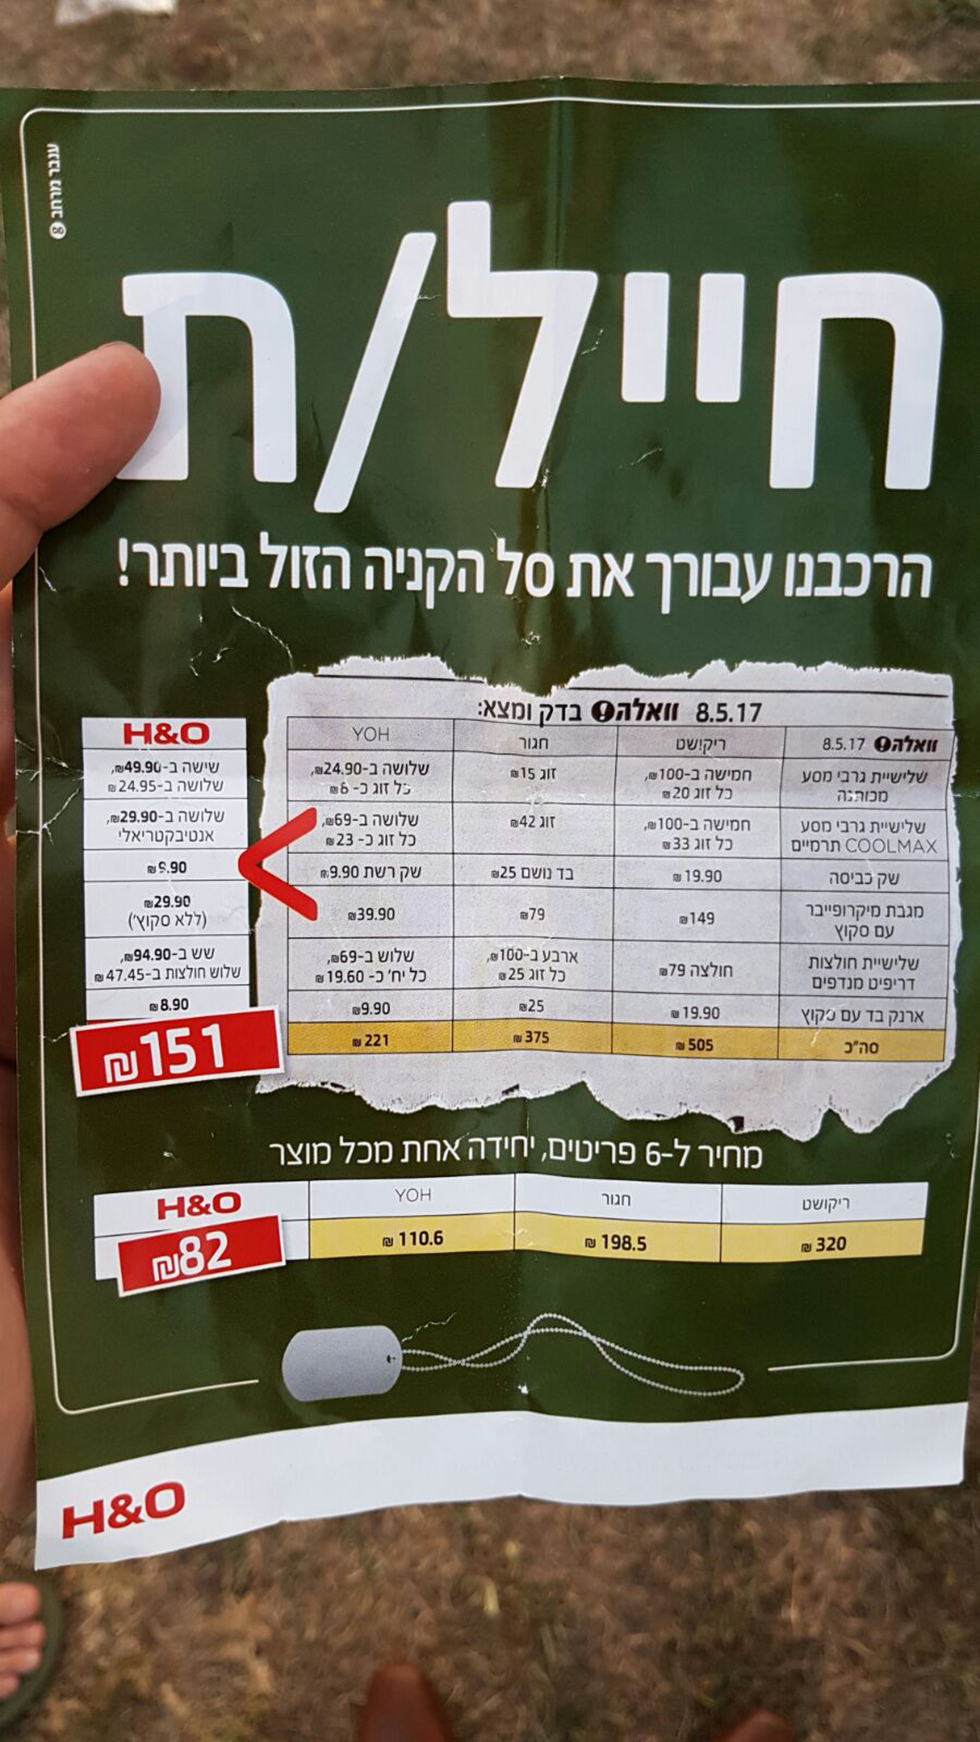 ענבר מרחב
חייל/ת
הרכבנו עבורך את סל הקניה הזול ביותר!
8.5.17 וואלה! בדק ומצא:
וואלה! 8.5.17 ריקושט חגור YOH H&O
שלישיית גרבי מסע מכותנה
חמישה ב-100₪,
כל זוג 20 ₪
זוג 15₪
שלושה ב-24.90₪,
כל זוג כ- 8₪
שישה ב-49.90₪,
שלושה ב-24.95 ₪
שלישיית גרבי מסע
COOLMAX תרמיים
חמישה ב-100₪,
כל זוג 33 ₪
זוג 42₪
שלושה ב-69₪,
כל זוג כ- 23 ₪
שלושה ב-29.90₪,
אנטיבקטריאלי
שק כביסה
19.90 ₪
בד נושם 25₪
שק רשת 9.90₪
9.90 ₪
מגבת מיקרופייבר
עם סקוץ
149₪
79₪
39.90₪
29.90₪
(ללא סקוץ')
שלישיית חולצות
דריפיט מנדפים
חולצה 79₪
ארבע ב-100₪,
כל זוג 25 ₪
שלוש ב-69₪,
כל יח' כ- 19.60 ₪
שש ב-94.90₪,
שלוש חולצות ב-47.45 ₪
ארנק בד עם סקוץ
19.90 ₪
25₪
9.90₪
8.90 ₪
סה"כ
505 ₪
375 ₪
221 ₪
151₪
מחיר ל-6 פריטים, יחידה אחת מכל מוצר
ריקושט חגור YOH H&O
320 ₪ 198.5 ₪ 110.6 ₪ 82₪
H&O